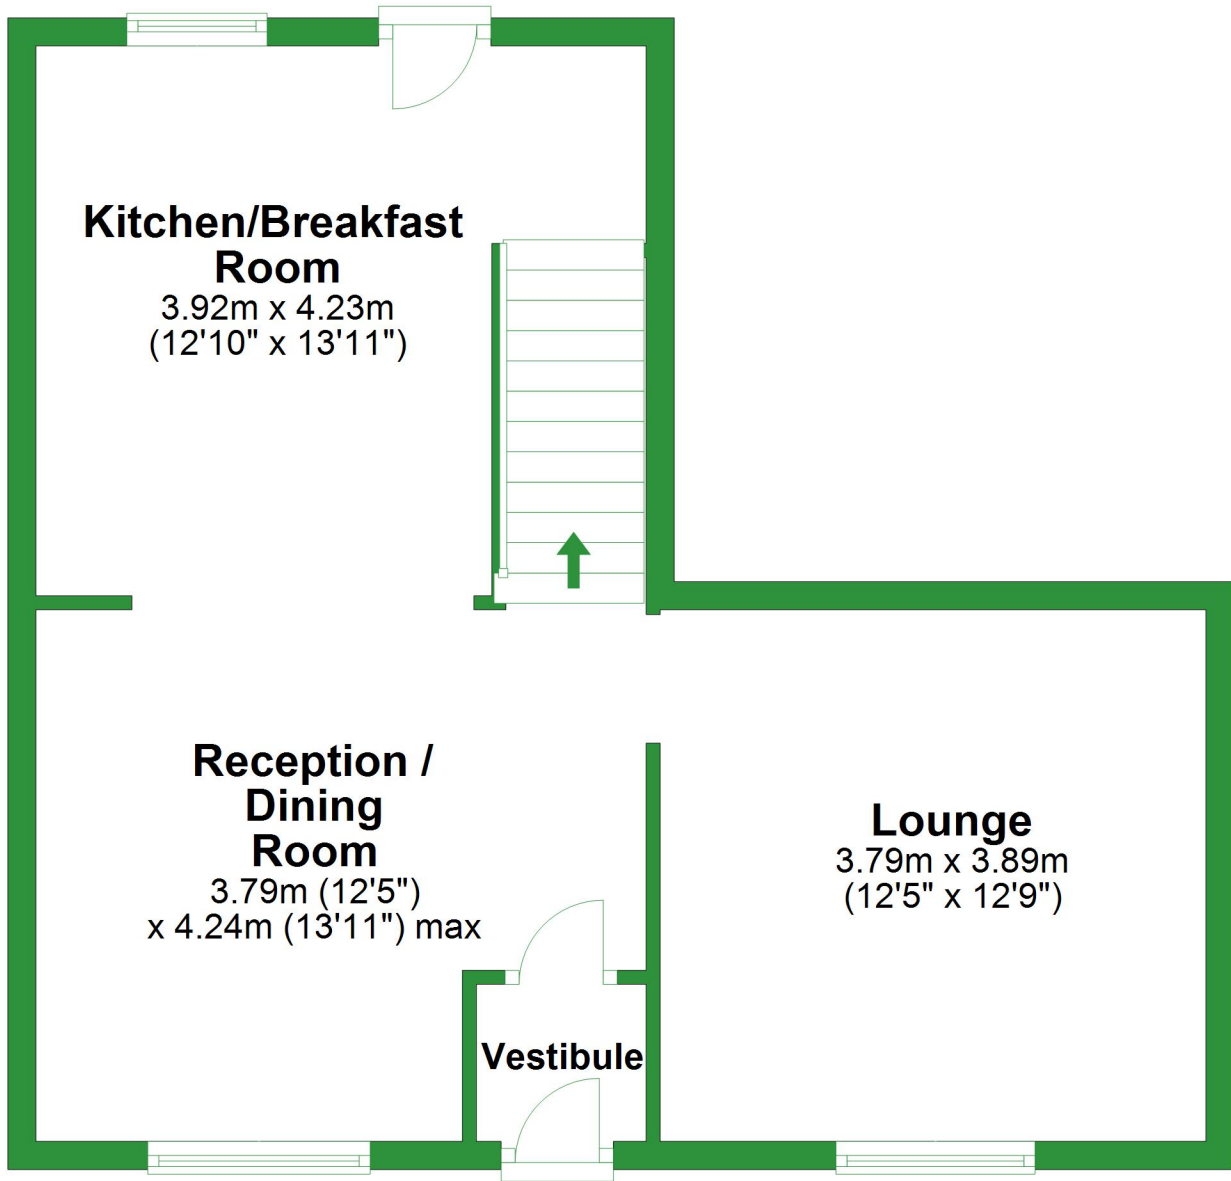 Kitchen/Breakfast
Room
3.92m x 4.23m
(12'10" x 13'11")
Reception /
Dining
Room
3.79m (12'5")
x 4.24m (13'11") max
Lounge
3.79m x 3.89m
(12'5" x 12'9")
Vestibule